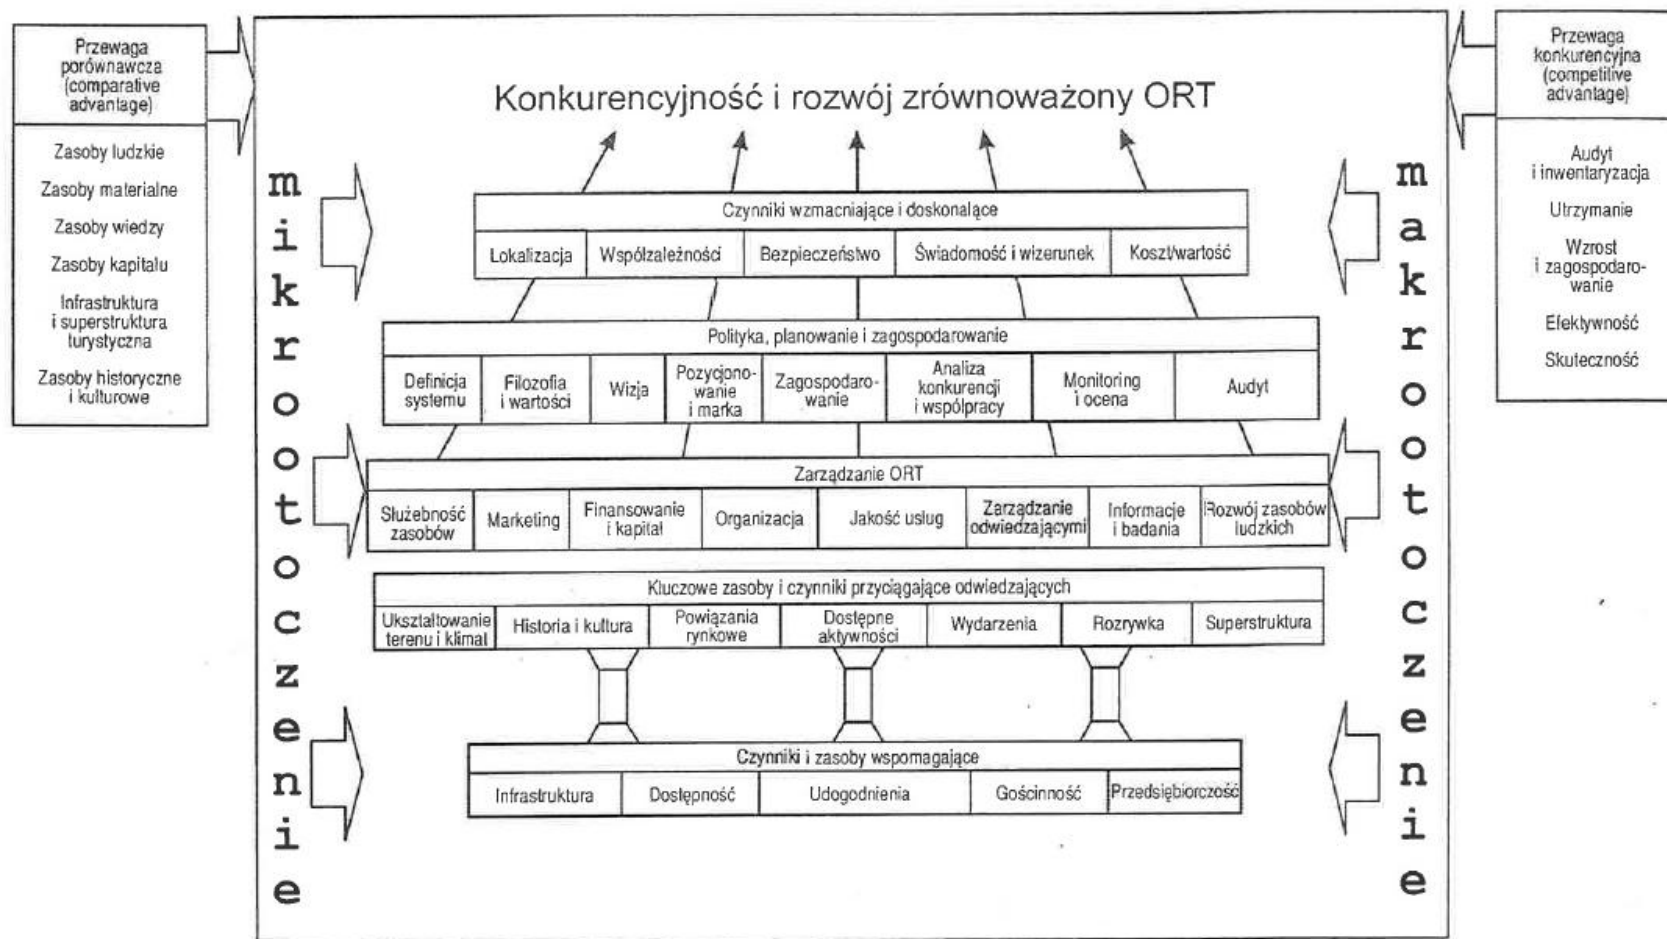 Przewaga
porównawcza
(comparative
advantage)
Zasoby ludzkie
Zasoby materialne
Zasoby wiedzy
Zasoby kapitału
Infrastruktura
i superstruktura
turystyczna
Zasoby historyczne
i kulturowe
mikrootoczenie
Konkurencyjność i rozwój zrównoważony ORT
Czynniki wzmacniające i doskonalące
Lokalizacja
Współzależności
Bezpieczeństwo
Świadomość i wizerunek
Koszt/wartość
Polityka, planowanie i zagospodarowanie
Definicja
systemu
Filozofia
i wartości
Wizja
Pozycjono-
wanie
i marka
Zagospodaro-
wanie
Analiza
konkurencji
i współpracy
Monitoring
i ocena
Audyt
Zarządzanie ORT
Służebność
zasobów
Marketing
Finansowanie
i kapitał
Organizacja
Jakość usług
Zarządzanie
odwiedzającymi
Informacje
i badania
Rozwój zasobów
ludzkich
Kluczowe zasoby i czynniki przyciągające odwiedzających
Ukształtowanie
terenu i klimat
Historia i kultura
Powiązania
rynkowe
Dostępne
aktywności
Wydarzenia
Rozrywka
Superstruktura
Czynniki i zasoby wspomagające
Infrastruktura
Dostępność
Udogodnienia
Gościnność
Przedsiębiorczość
makrootoczenie
Przewaga
konkurencyjna
(competitive
advantage)
Audyt
i inwentaryzacja
Utrzymanie
Wzrost
i zagospodaro-
wanie
Efektywność
Skuteczność